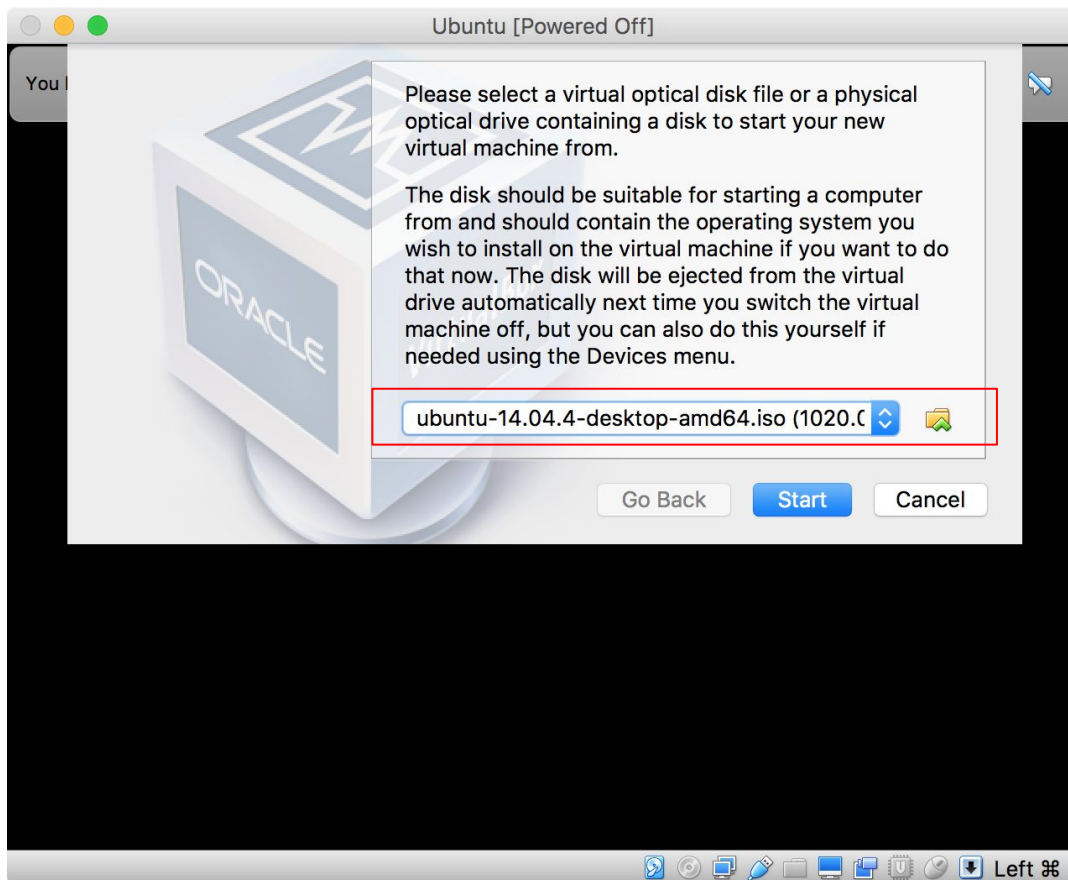 Ubuntu [Powered Off]
You
Please select a virtual optical disk file or a physical
optical drive containing a disk to start your new
virtual machine from.
The disk should be suitable for starting a computer
from and should contain the operating system you
wish to install on the virtual machine if you want to do
that now. The disk will be ejected from the virtual
drive automatically next time you switch the virtual
machine off, but you can also do this yourself if
needed using the Devices menu.
ORACLE
VirtualBox
ubuntu-14.04.4-desktop-amd64.iso (1020.0
Go Back
Start
Cancel
Left ⌘